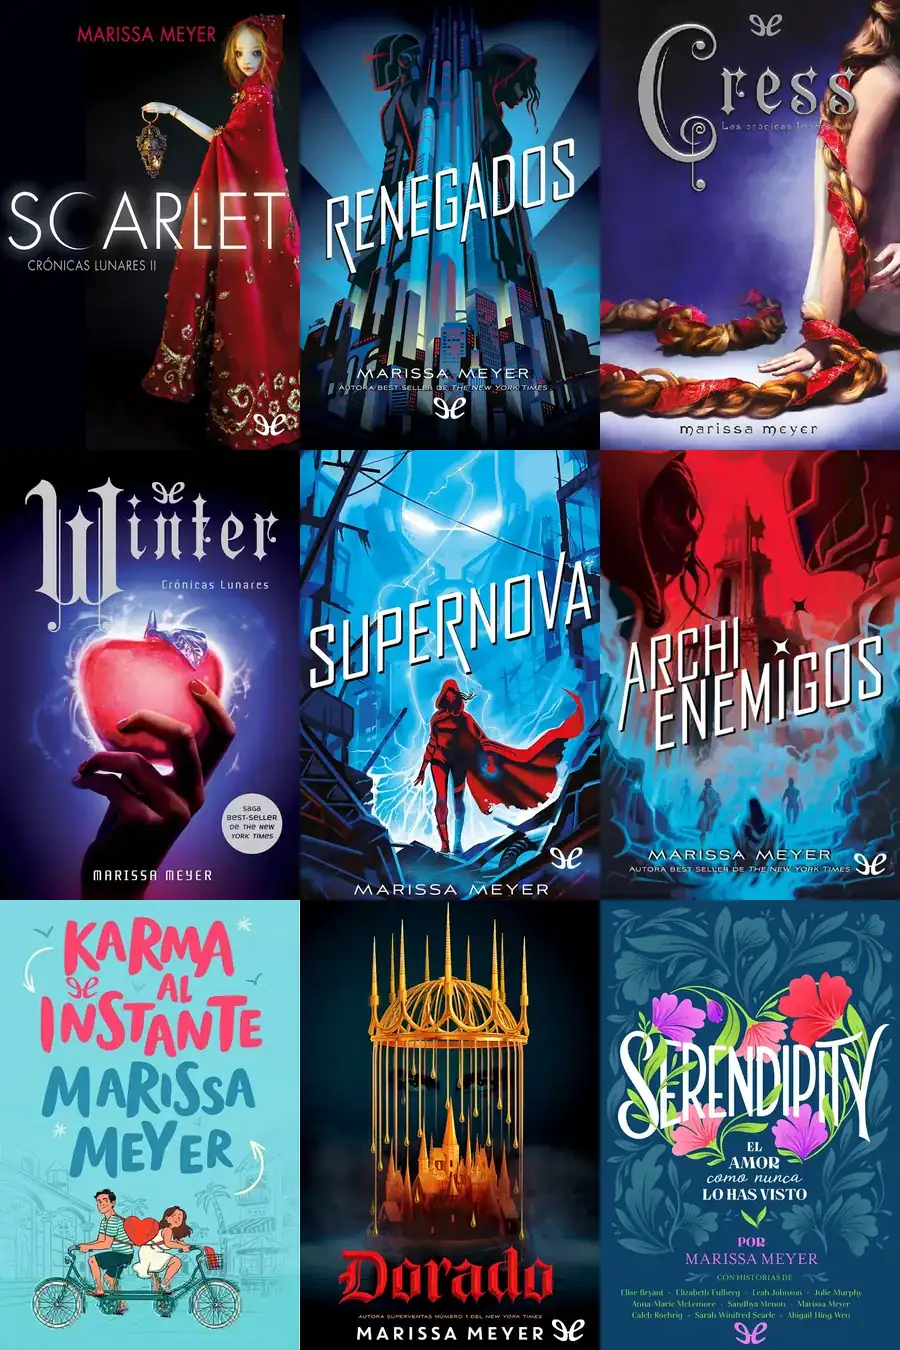 MARISSA MEYER
SCARLET
CRÓNICAS LUNARES II
RENEGADOS
MARISSA MEYER
AUTORA BEST SELLER DE THE NEW YORK TIMES
Cress
Las crónicas lunares
marissa meyer
Winter
Crónicas Lunares
saga
BEST-SELLER
DE THE NEW
YORK TIMES
MARISSA MEYER
SUPERNOVA
MARISSA MEYER
ARCHI
ENEMIGOS
MARISSA MEYER
AUTORA BEST SELLER DE THE NEW YORK TIMES
KARMA
AL
INSTANTE
MARISSA
MEYER
Dorado
AUTORA SUPERVENTAS NÚMERO 1 DEL NEW YORK TIMES
MARISSA MEYER
SERENDIPITY
EL
AMOR
como nunca
LO HAS VISTO
POR
MARISSA MEYER
CON HISTORIAS DE
Elise Bryant · Elizabeth Eulberg · Leah Johnson · Julie Murphy
Anna-Marie McLemore · Sandhya Menon · Marissa Meyer
Caleb Roehrig · Sarah Winifred Searle · Abigail Hing Wen